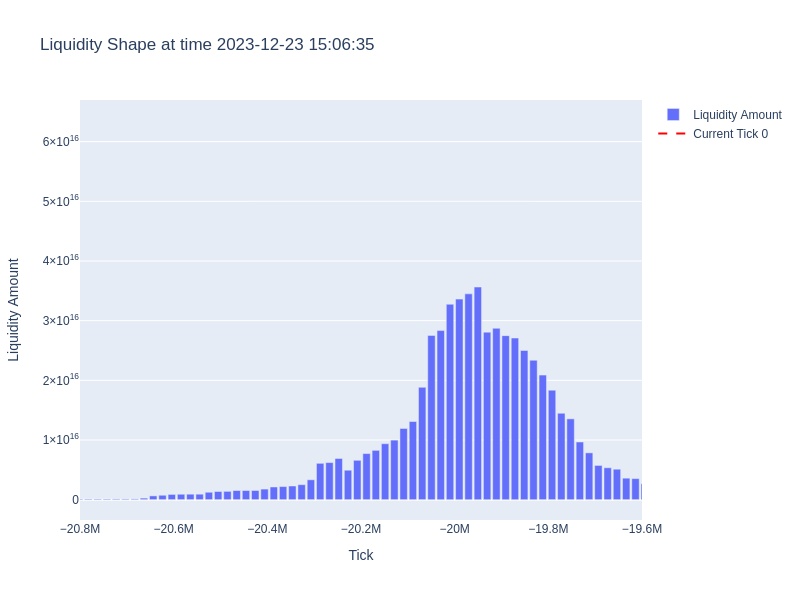 Liquidity Shape at time 2023-12-23 15:06:35
Liquidity Amount
Current Tick 0
6×10¹⁶
5×10¹⁶
4×10¹⁶
3×10¹⁶
2×10¹⁶
1×10¹⁶
0
Liquidity Amount
−20.8M −20.6M −20.4M −20.2M −20M −19.8M −19.6M
Tick